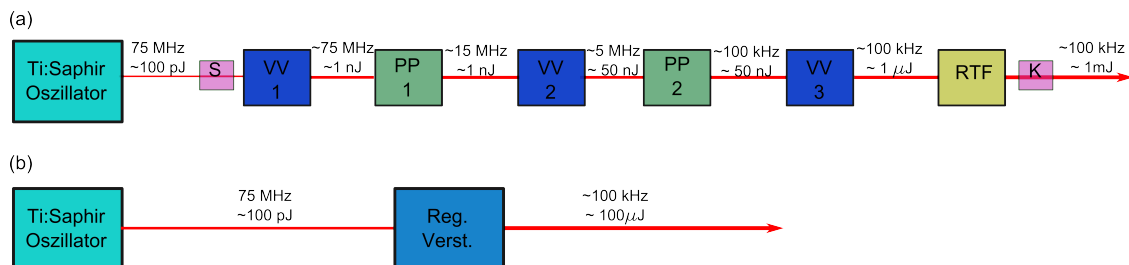 (a)
Ti:Saphir
Oszillator
75 MHz
~100 pJ
S
VV
1
~75 MHz
~1 nJ
PP
1
~15 MHz
~1 nJ
VV
2
~5 MHz
~ 50 nJ
PP
2
~100 kHz
~ 50 nJ
VV
3
~100 kHz
~ 1 μJ
RTF
K
~100 kHz
~ 1mJ
(b)
Ti:Saphir
Oszillator
75 MHz
~100 pJ
Reg.
Verst.
~100 kHz
~ 100μJ